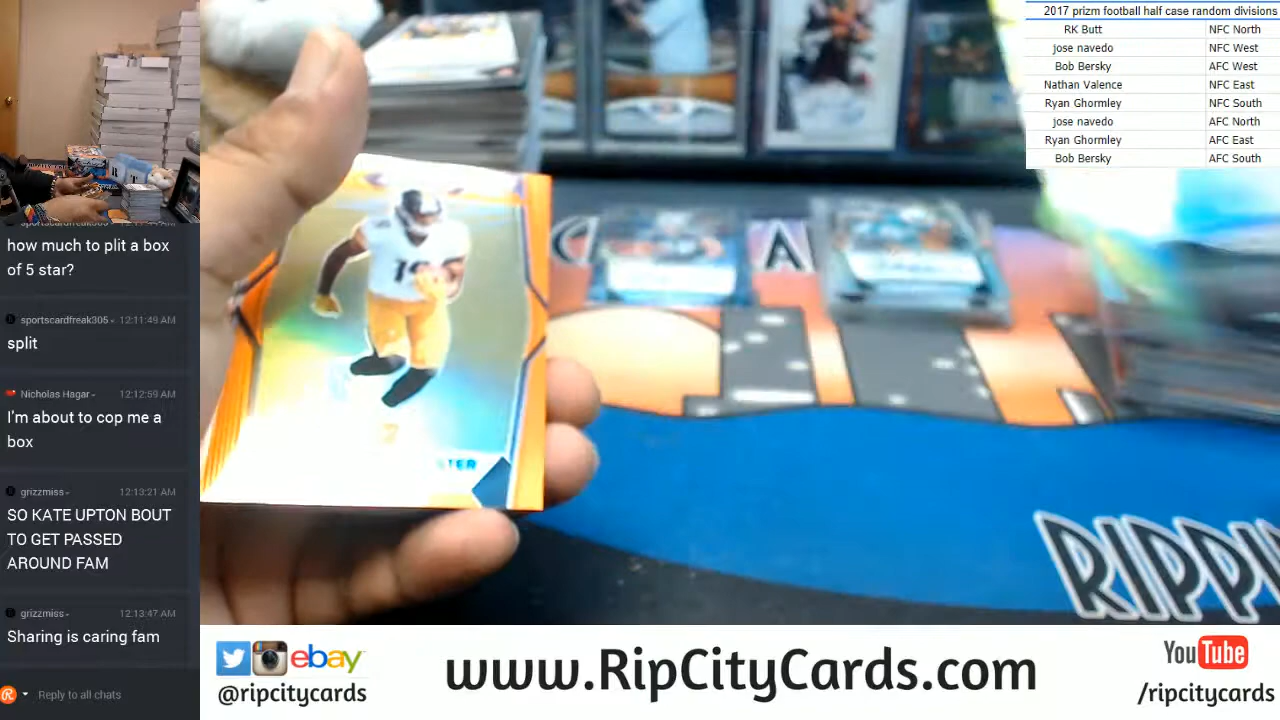 2017 prizm football half case random divisions
RK Butt NFC North
jose navedo NFC West
Bob Bersky AFC West
Nathan Valence NFC East
Ryan Ghormley NFC South
jose navedo AFC North
Ryan Ghormley AFC East
Bob Bersky AFC South
how much to plit a box
of 5 star?
sportscardfreak305 - 12:11:49 AM
split
Nicholas Hagar - 12:12:59 AM
I'm about to cop me a
box
grizzmiss - 12:13:21 AM
SO KATE UPTON BOUT
TO GET PASSED
AROUND FAM
grizzmiss - 12:13:47 AM
Sharing is caring fam
Reply to all chats
STER
C A
RIPPI
ebay
@ripcitycards
www.RipCityCards.com
YouTube
/ripcitycards